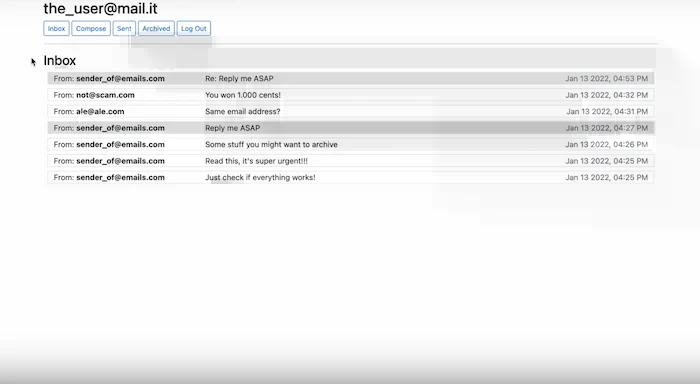 the_user@mail.it
Inbox Compose Sent Archived Log Out
Inbox
From: sender_of@emails.com Re: Reply me ASAP Jan 13 2022, 04:53 PM
From: not@scam.com You won 1.000 cents! Jan 13 2022, 04:32 PM
From: ale@ale.com Same email address? Jan 13 2022, 04:31 PM
From: sender_of@emails.com Reply me ASAP Jan 13 2022, 04:27 PM
From: sender_of@emails.com Some stuff you might want to archive Jan 13 2022, 04:26 PM
From: sender_of@emails.com Read this, it's super urgent!!! Jan 13 2022, 04:25 PM
From: sender_of@emails.com Just check if everything works! Jan 13 2022, 04:25 PM